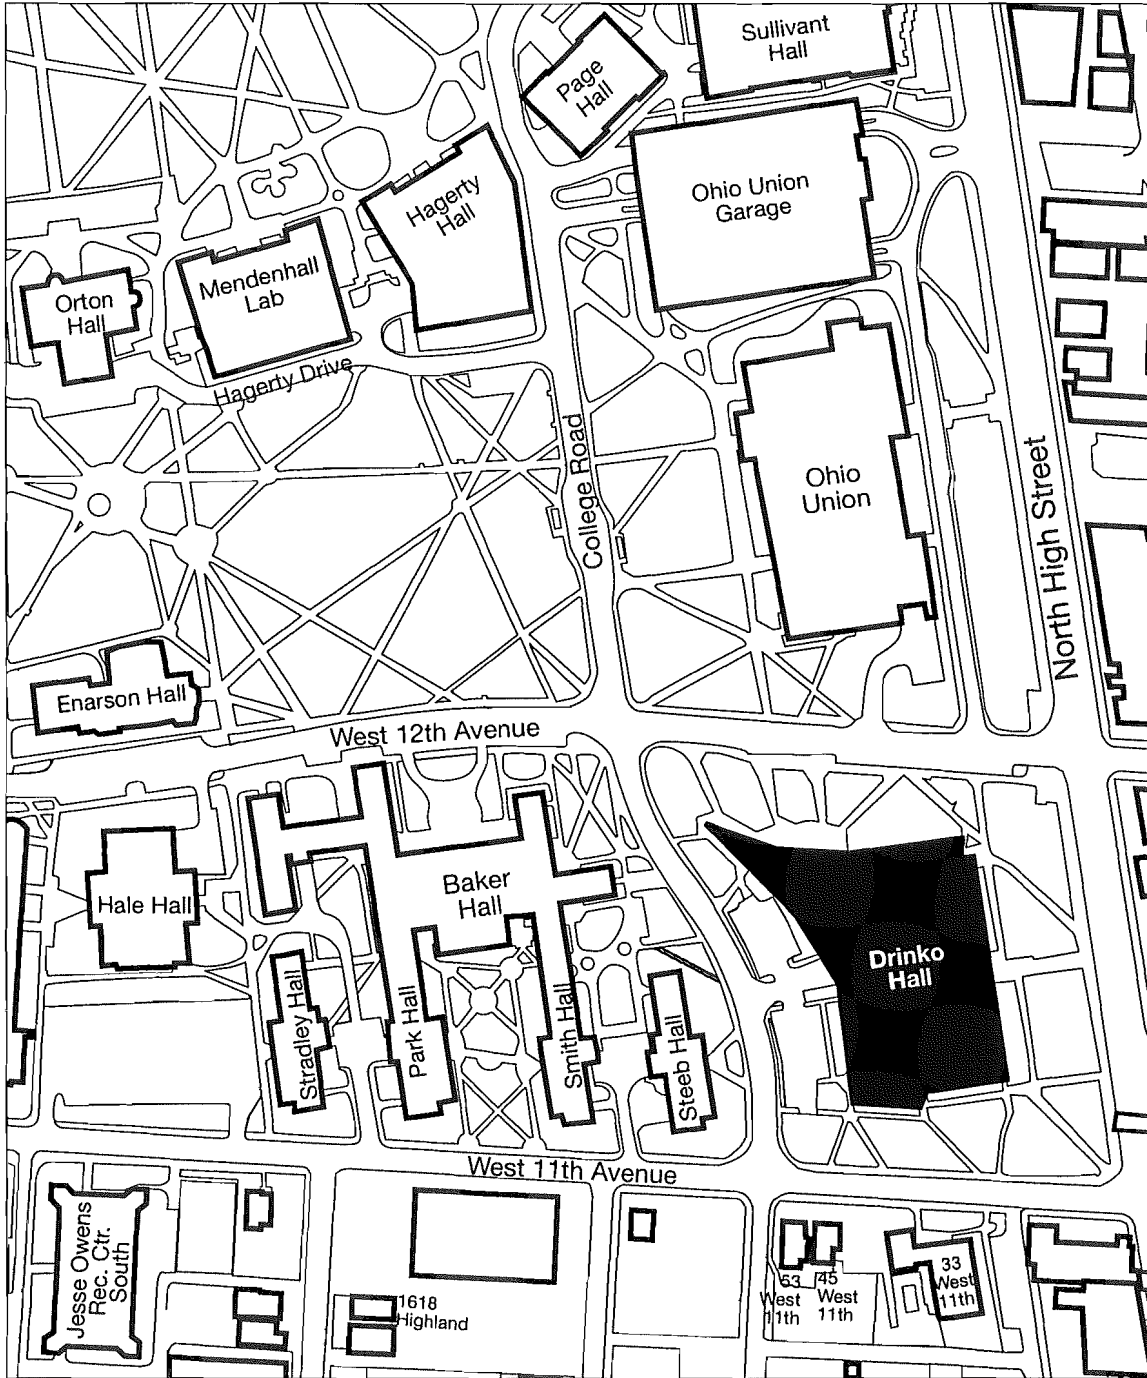 Sullivant
Hall
Page
Hall
Ohio Union
Garage
Hagerty
Hall
Mendenhall
Lab
Orton
Hall
Hagerty Drive
College Road
Ohio
Union
North High Street
Enarson Hall
West 12th Avenue
Hale Hall
Baker
Hall
Drinko
Hall
Stradley Hall
Park Hall
Smith Hall
Steeb Hall
West 11th Avenue
Jesse Owens
Rec. Ctr.
South
1618
Highland
53
West
11th
45
West
11th
33
West
11th